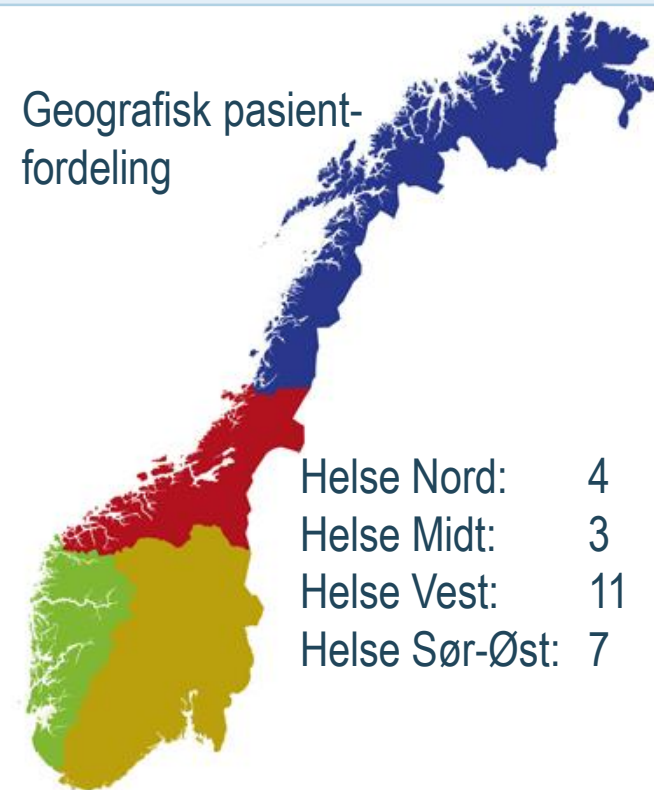 Geografisk pasient-
fordeling
Helse Nord: 4
Helse Midt: 3
Helse Vest: 11
Helse Sør-Øst: 7